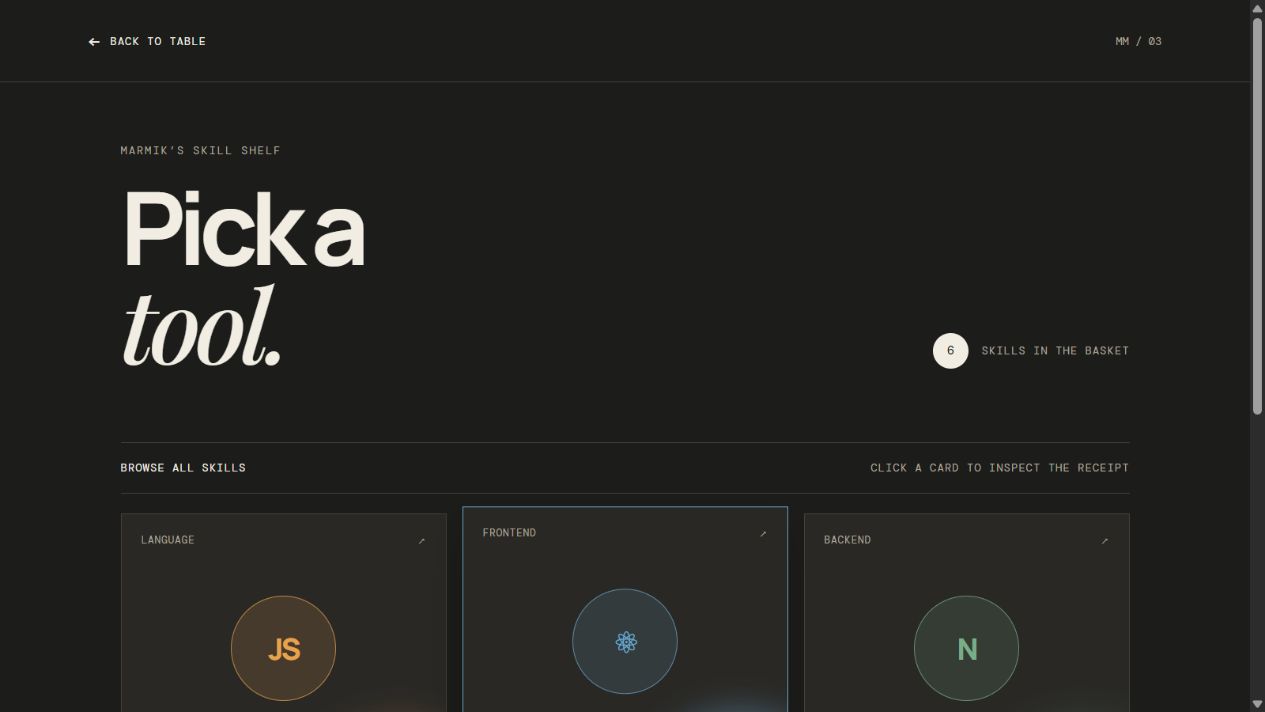 ← BACK TO TABLE
MM / 03
MARMIK'S SKILL SHELF
Pick a
tool.
6 SKILLS IN THE BASKET
BROWSE ALL SKILLS
CLICK A CARD TO INSPECT THE RECEIPT
LANGUAGE ↗
FRONTEND ↗
BACKEND ↗
JS
N